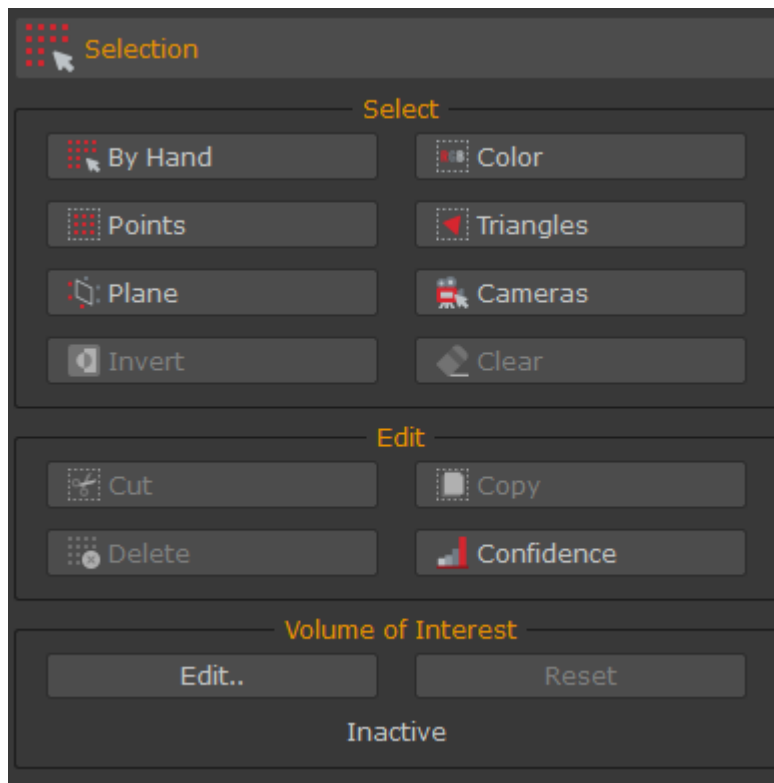 Selection
Select
By Hand
Color
Points
Triangles
Plane
Cameras
Invert
Clear
Edit
Cut
Copy
Delete
Confidence
Volume of Interest
Edit..
Reset
Inactive